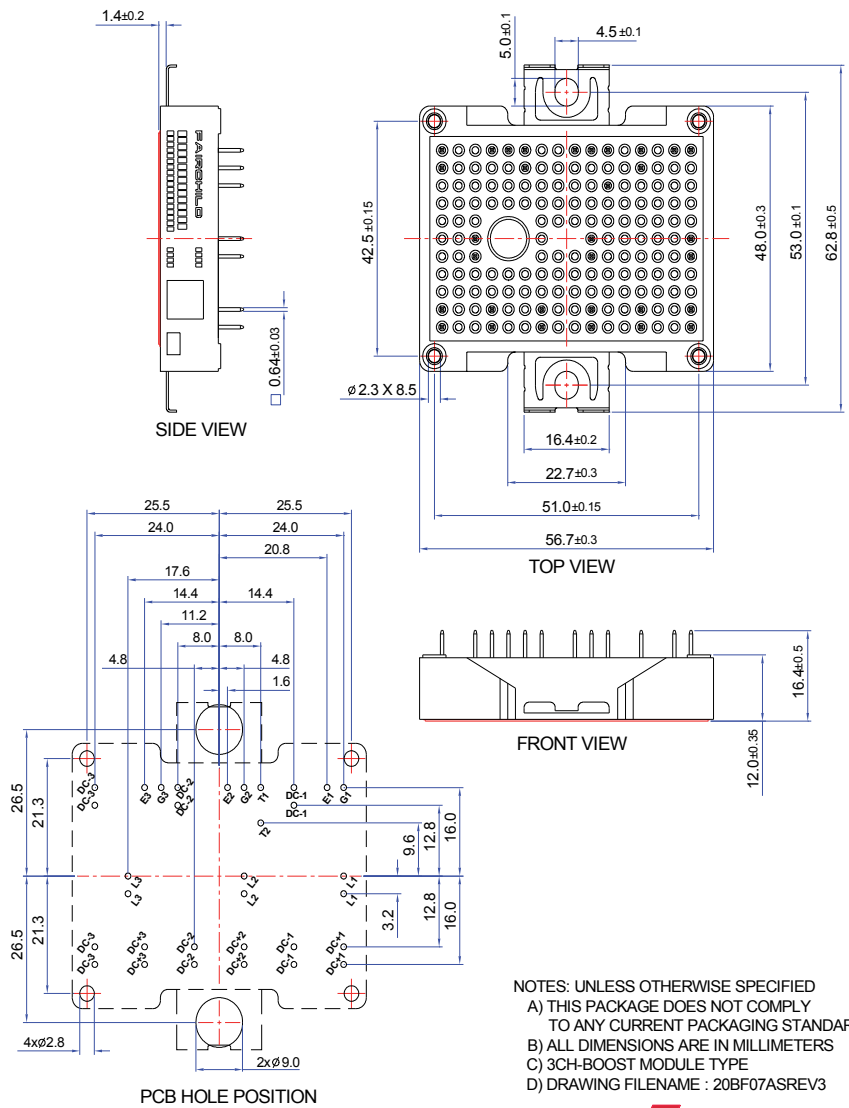 1.4±0.2
5.0±0.1
4.5±0.1
FAIRCHILD
42.5±0.15
48.0±0.3
53.0±0.1
62.8±0.5
□ 0.64±0.03
⌀2.3 X 8.5
SIDE VIEW
16.4±0.2
22.7±0.3
51.0±0.15
56.7±0.3
TOP VIEW
25.5 25.5
24.0 24.0
20.8
17.6
14.4 14.4
11.2
8.0 8.0
4.8 4.8
1.6
16.4±0.5
12.0±0.35
FRONT VIEW
26.5
21.3
DC-3 E3 G3 DC-2 E2 G2 T1 DC-1 E1 G1
DC-3 DC-2 DC-1
T2
9.6
12.8
16.0
L3 L2 L1
L3 L2 L1
3.2
12.8
16.0
26.5
21.3
DC-3 DC+3 DC-2 DC+2 DC-1 DC+1
DC-3 DC+3 DC-2 DC+2 DC-1 DC+1
4x⌀2.8
2x⌀9.0
PCB HOLE POSITION
NOTES: UNLESS OTHERWISE SPECIFIED
A) THIS PACKAGE DOES NOT COMPLY
TO ANY CURRENT PACKAGING
B) ALL DIMENSIONS ARE IN MILLIMETERS
C) 3CH-BOOST MODULE TYPE
D) DRAWING FILENAME : 20BF07ASREV3